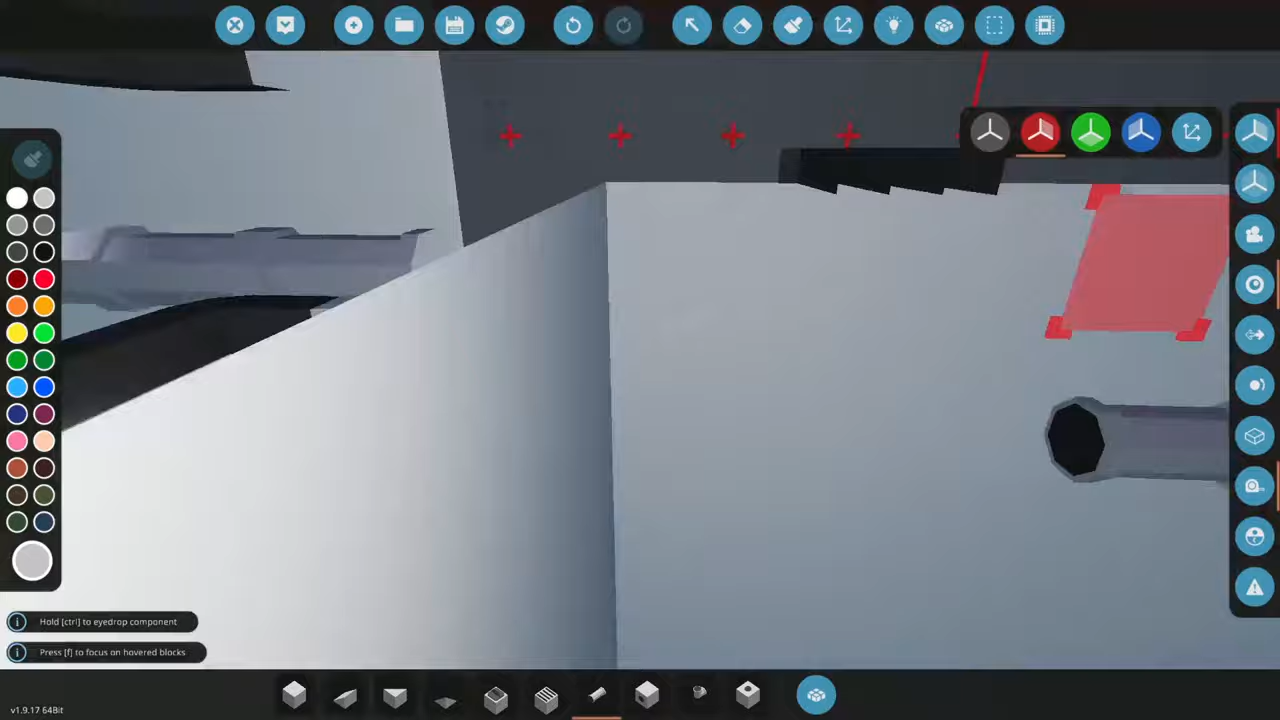 Hold [ctrl] to eyedrop component
Press [f] to focus on hovered blocks
v1.9.17 64Bit